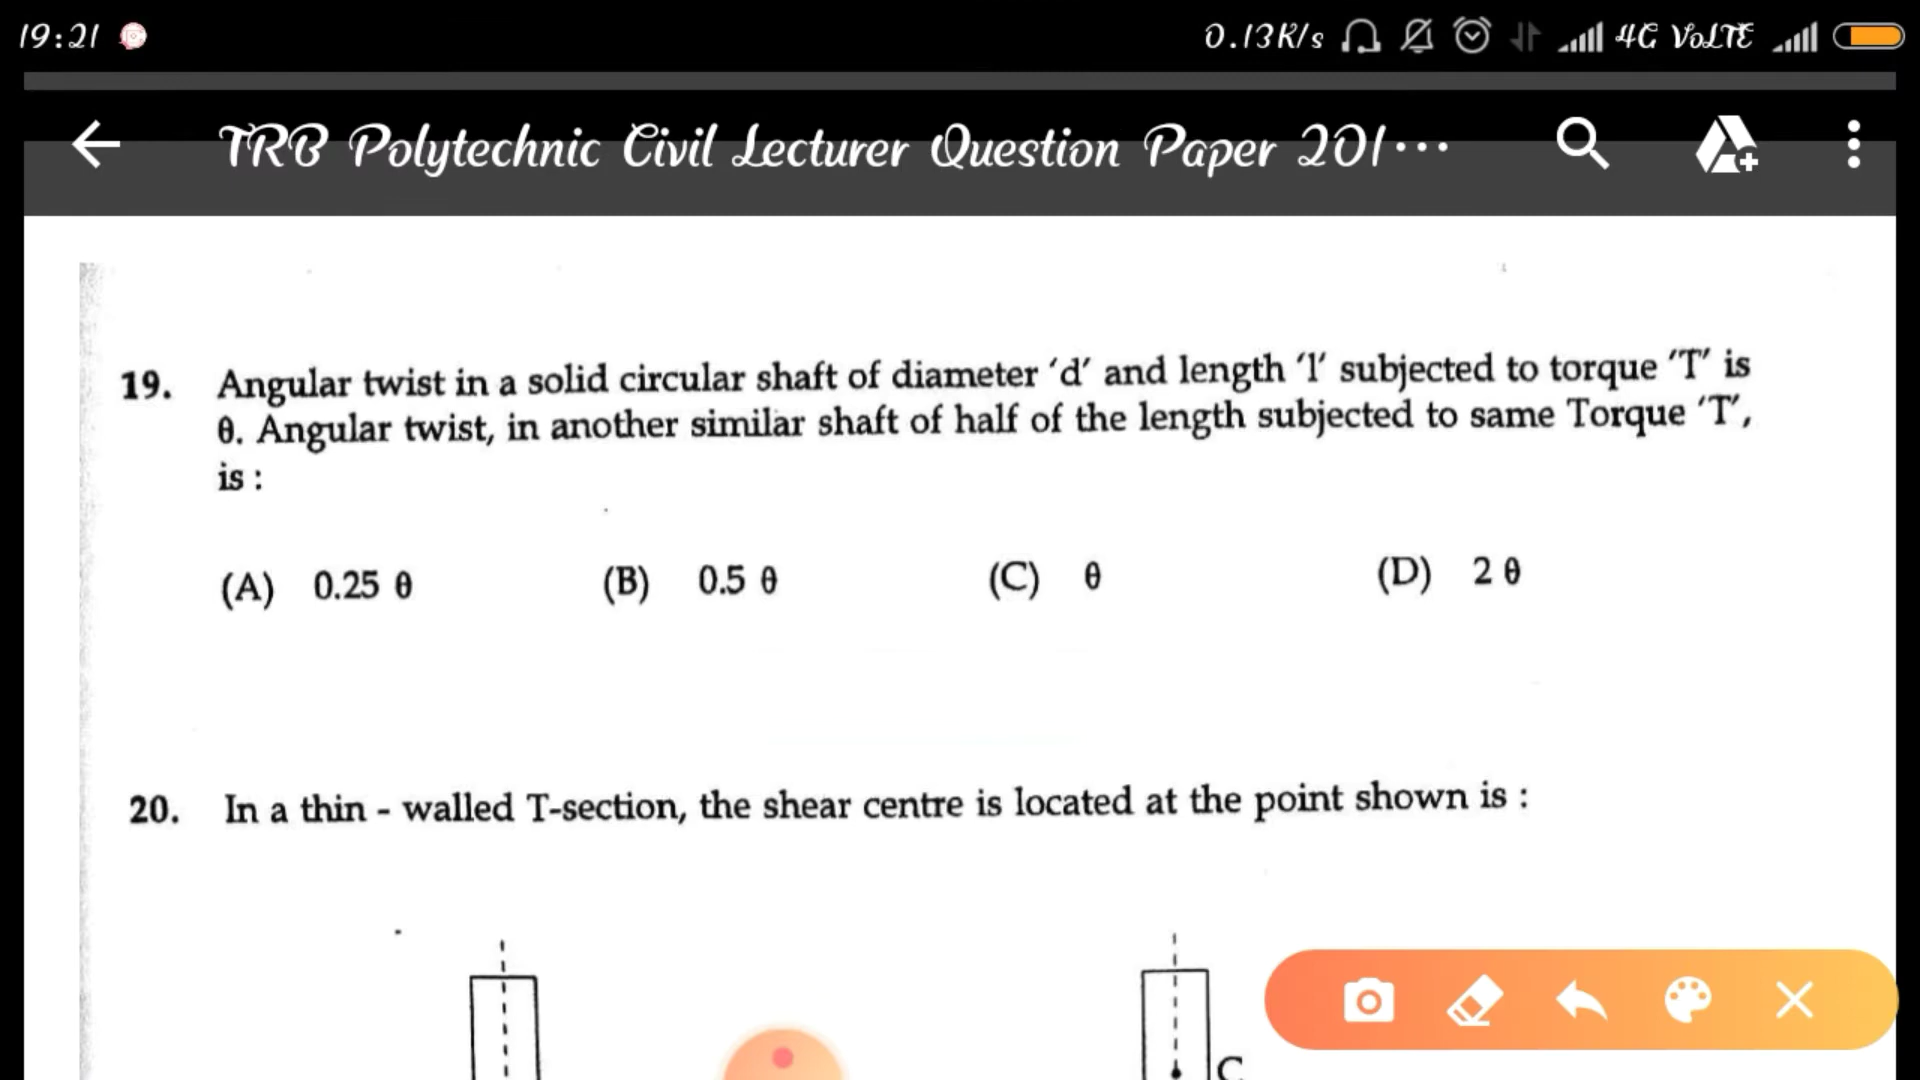 19:21 0.13K/s 4G VoLTE
TRB Polytechnic Civil Lecturer Question Paper 201...
19. Angular twist in a solid circular shaft of diameter ‘d’ and length ‘l’ subjected to torque ‘T’ is
θ. Angular twist, in another similar shaft of half of the length subjected to same Torque ‘T’,
is :
(A) 0.25 θ (B) 0.5 θ (C) θ (D) 2 θ
20. In a thin - walled T-section, the shear centre is located at the point shown is :
C